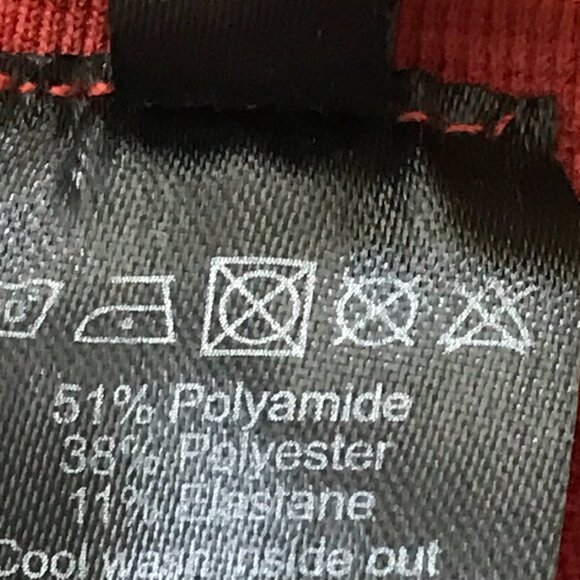 51% Polyamide
38% Polyester
11% Elastane
Cool wash inside out